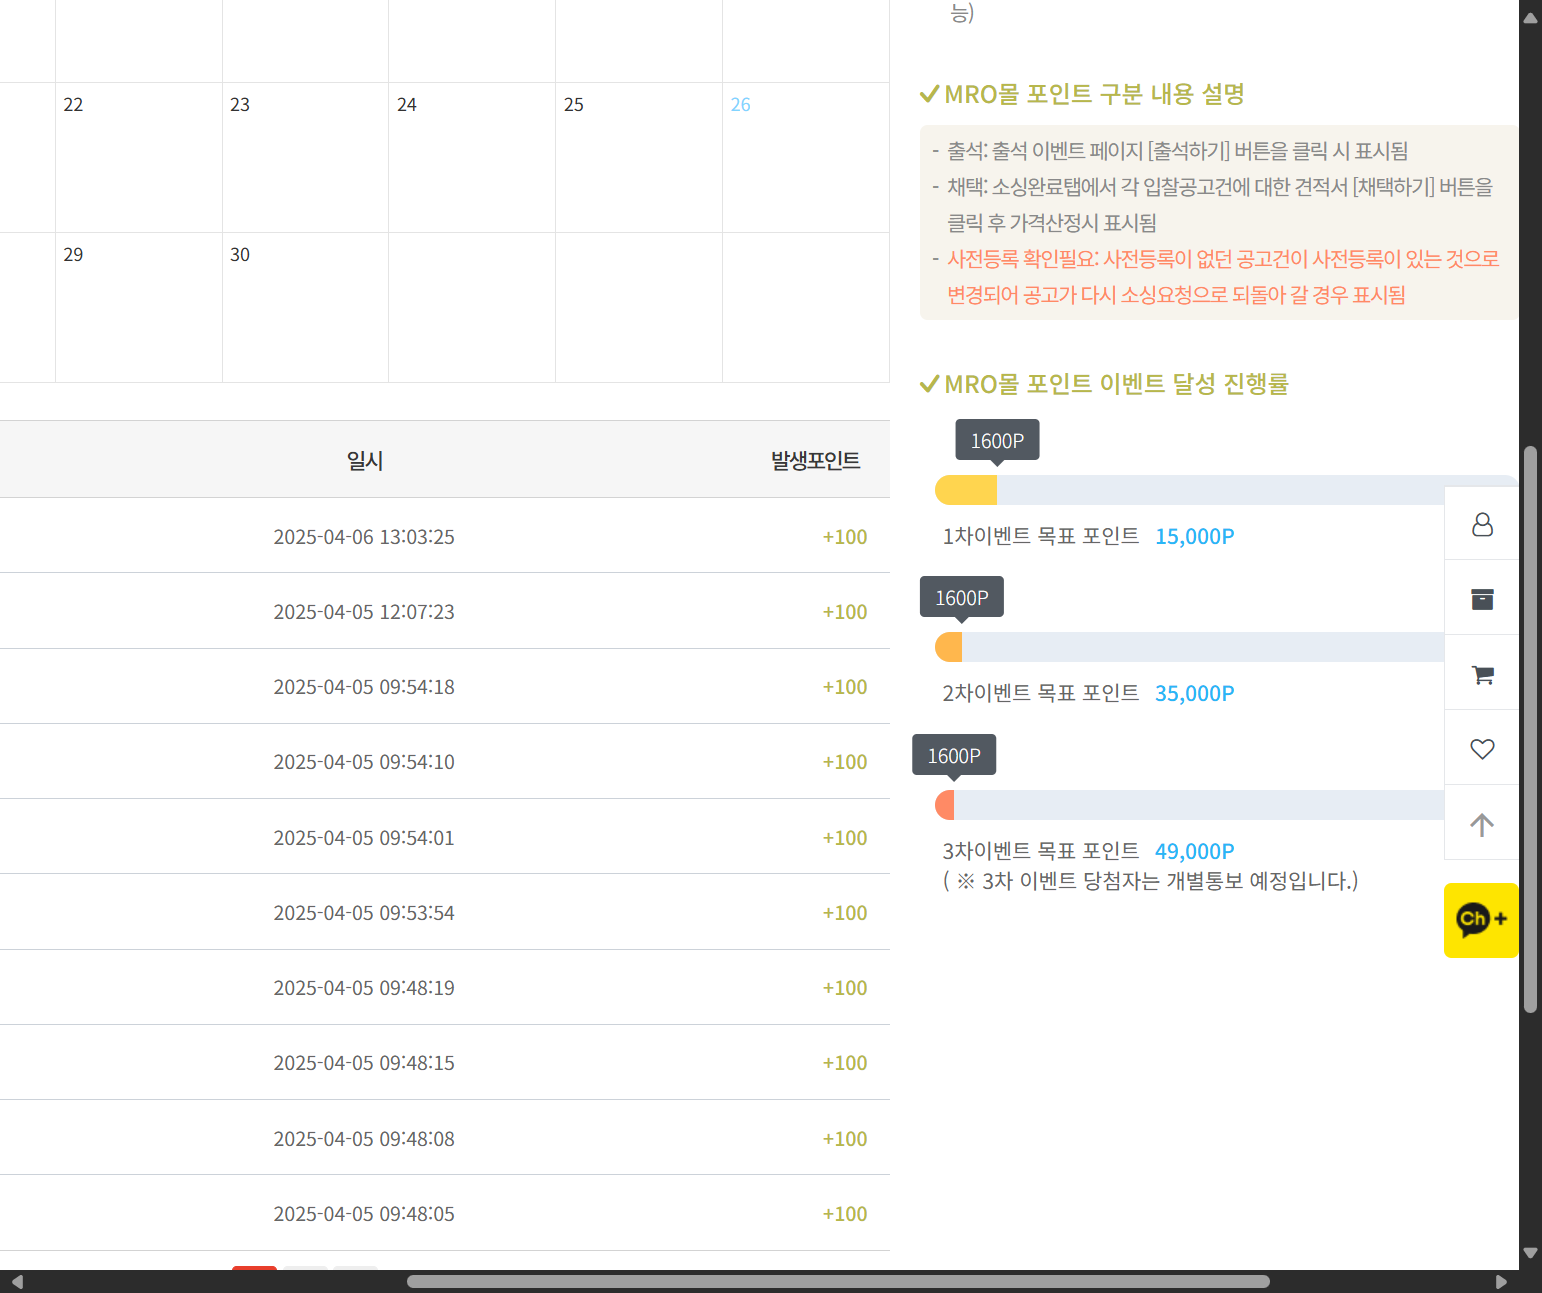 능)
22 23 24 25 26
29 30
일시 발생포인트
2025-04-06 13:03:25 +100
2025-04-05 12:07:23 +100
2025-04-05 09:54:18 +100
2025-04-05 09:54:10 +100
2025-04-05 09:54:01 +100
2025-04-05 09:53:54 +100
2025-04-05 09:48:19 +100
2025-04-05 09:48:15 +100
2025-04-05 09:48:08 +100
2025-04-05 09:48:05 +100
MRO몰 포인트 구분 내용 설명
- 출석: 출석 이벤트 페이지 [출석하기] 버튼을 클릭 시 표시됨
- 채택: 소싱완료탭에서 각 입찰공고건에 대한 견적서 [채택하기] 버튼을
클릭 후 가격산정시 표시됨
- 사전등록 확인필요: 사전등록이 없던 공고건이 사전등록이 있는 것으로
변경되어 공고가 다시 소싱요청으로 되돌아 갈 경우 표시됨
MRO몰 포인트 이벤트 달성 진행률
1600P
1차이벤트 목표 포인트 15,000P
1600P
2차이벤트 목표 포인트 35,000P
1600P
3차이벤트 목표 포인트 49,000P
( ※ 3차 이벤트 당첨자는 개별통보 예정입니다.)
Ch+